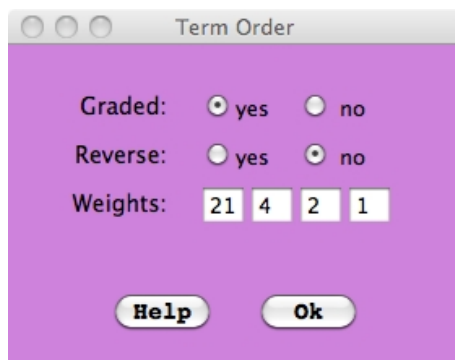 Term Order
Graded: yes no
Reverse: yes no
Weights: 21 4 2 1
Help Ok